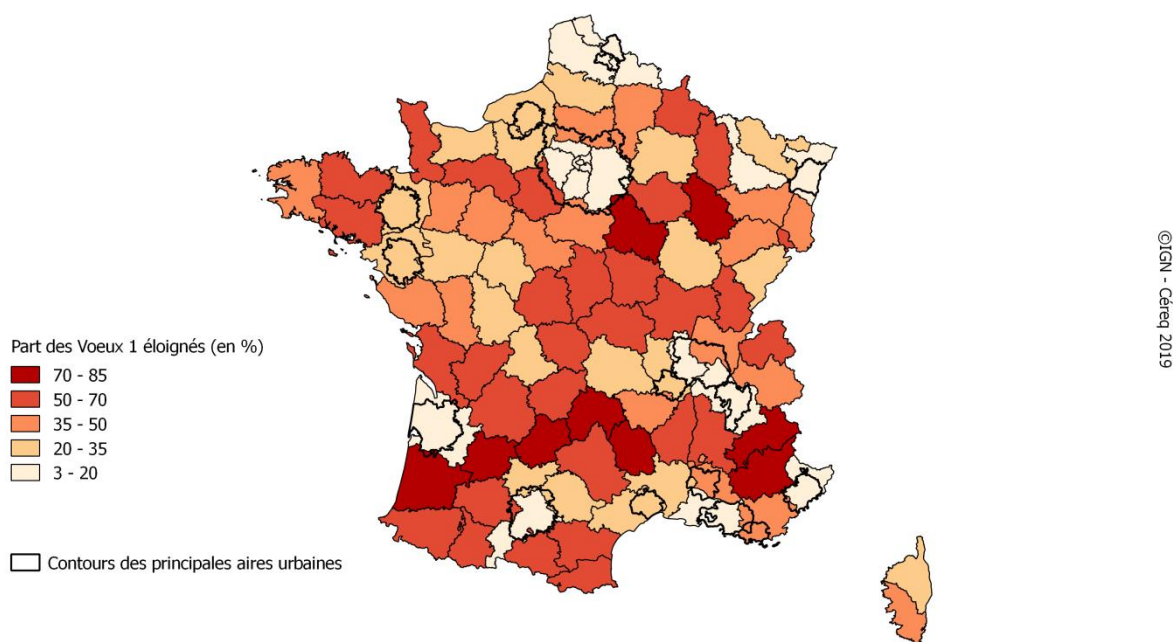 Part des Voeux 1 éloignés (en %)
70 - 85
50 - 70
35 - 50
20 - 35
3 - 20
Contours des principales aires urbaines
©IGN - Céreq 2019